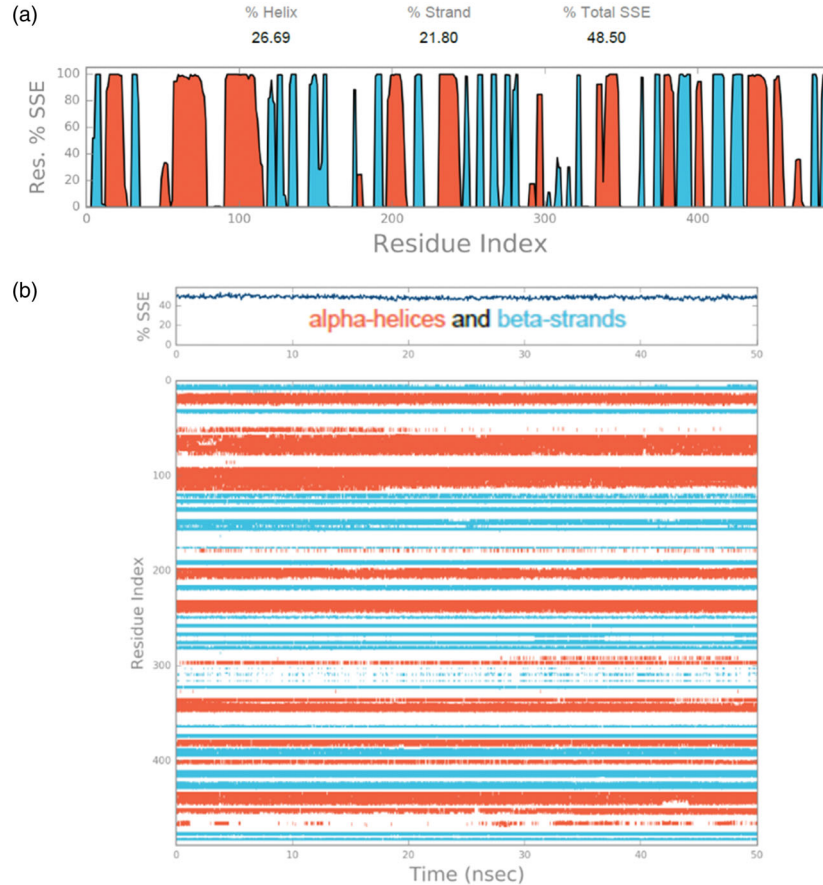 (a)
% Helix % Strand % Total SSE
26.69 21.80 48.50
Res. % SSE
100
80
60
40
20
0
0 100 200 300 400
Residue Index
(b)
% SSE
40
20
0
alpha-helices and beta-strands
0 10 20 30 40 50
Residue Index
0
100
200
300
400
0 10 20 30 40 50
Time (nsec)